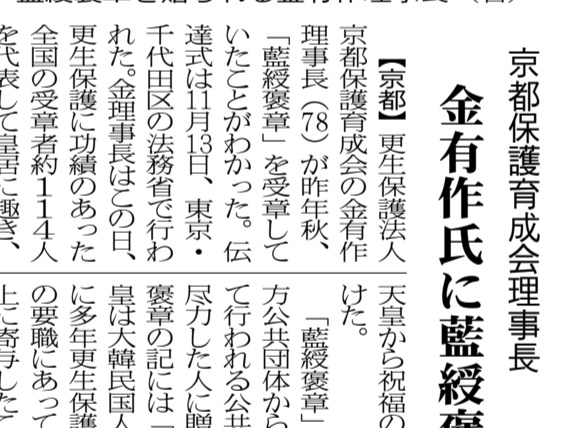 京都保護育成会理事長
金有作氏に藍綬褒
【京都】更生保護法人
京都保護育成会の金有作
理事長(78)が昨年秋、
「藍綬褒章」を受章して
いたことがわかった。伝
達式は11月13日、東京・
千代田区の法務省で行わ
れた。金理事長はこの日、
更生保護に功績のあった
全国の受章者約114人
を代表して皇居に趣き、
天皇から祝福の
けた。
「藍綬褒章」
方公共団体から
て行われる公共
尽力した人に贈
褒章の記には「
皇は大韓民国人
に多年更生保護
の要職にあって
上に寄与したこ